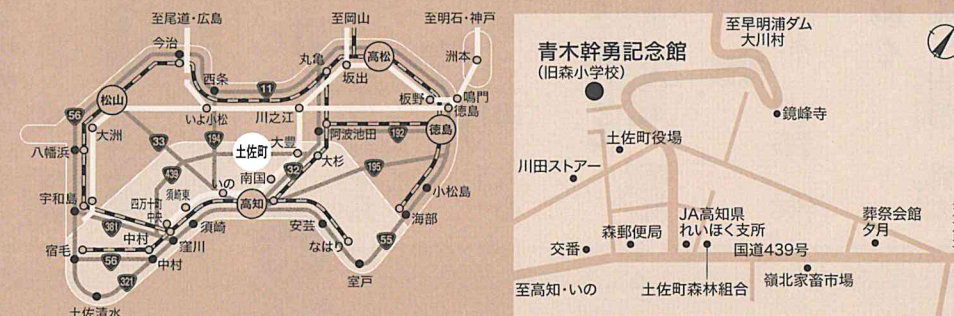 至尾道・広島
至岡山
至明石・神戸
今治
西条
丸亀
坂出
高松
洲本
11
松山
板野
鳴門
徳島
56
いよ小松
川之江
徳島
大洲
33
194
大豊
阿波池田
192
八幡浜
土佐町
大杉
439
32
195
いの
南国
須崎東
小松島
宇和島
四万十町
中央
高知
381
中村
須崎
安芸
海部
窪川
なはり
55
宿毛
56
中村
室戸
321
土佐清水
至早明浦ダム
大川村
青木幹勇記念館
(旧森小学校)
鏡峰寺
土佐町役場
川田ストアー
森郵便局
JA高知県
れいほく支所
葬祭会館
夕月
交番
国道439号
至高知・いの
土佐町森林組合
嶺北家畜市場